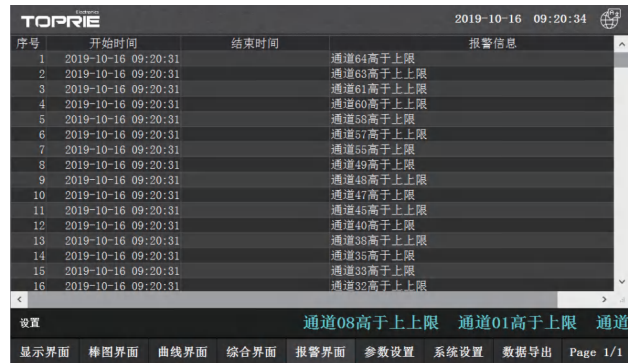 Electronics
TOPRIE 2019-10-16 09:20:34
序号 开始时间 结束时间 报警信息
1 2019-10-16 09:20:31 通道64高于上限
2 2019-10-16 09:20:31 通道63高于上上限
3 2019-10-16 09:20:31 通道61高于上上限
4 2019-10-16 09:20:31 通道60高于上上限
5 2019-10-16 09:20:31 通道58高于上限
6 2019-10-16 09:20:31 通道57高于上上限
7 2019-10-16 09:20:31 通道55高于上限
8 2019-10-16 09:20:31 通道49高于上限
9 2019-10-16 09:20:31 通道48高于上上限
10 2019-10-16 09:20:31 通道47高于上限
11 2019-10-16 09:20:31 通道45高于上上限
12 2019-10-16 09:20:31 通道40高于上限
13 2019-10-16 09:20:31 通道38高于上上限
14 2019-10-16 09:20:31 通道35高于上限
15 2019-10-16 09:20:31 通道33高于上限
16 2019-10-16 09:20:31 通道32高于上上限
设置 通道08高于上上限 通道01高于上限 通道
显示界面 棒图界面 曲线界面 综合界面 报警界面 参数设置 系统设置 数据导出 Page 1/1